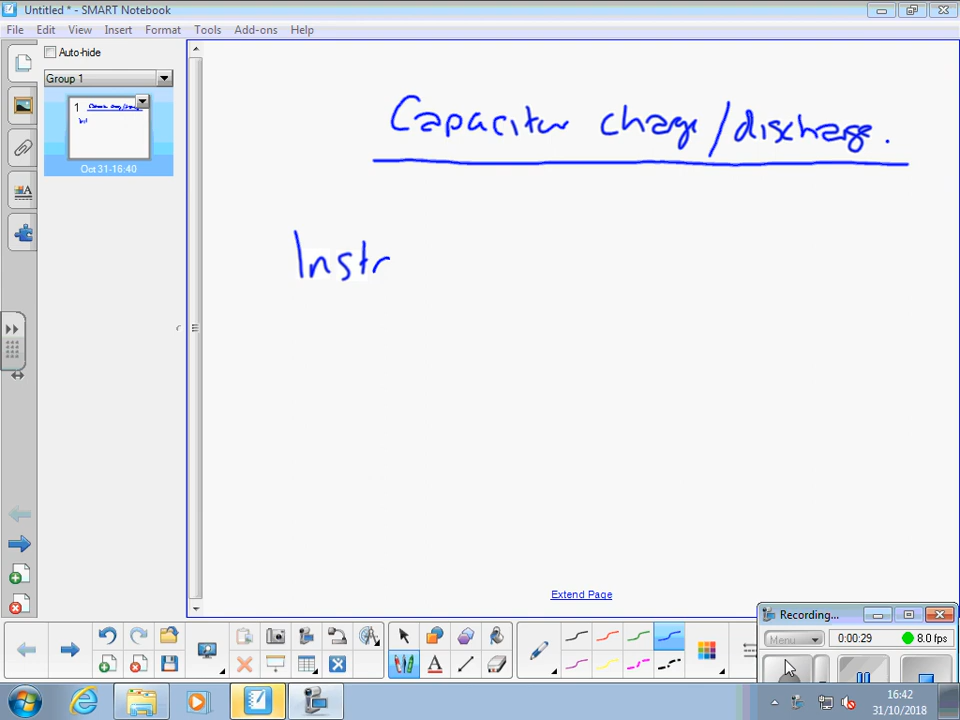 Untitled * - SMART Notebook
File Edit View Insert Format Tools Add-ons Help
Auto-hide
Group 1
1
Oct 31-16:40
Capacitor charge/discharge.
Instr
Extend Page
Recording...
Menu
0:00:29
8.0 fps
A
16:42
31/10/2018